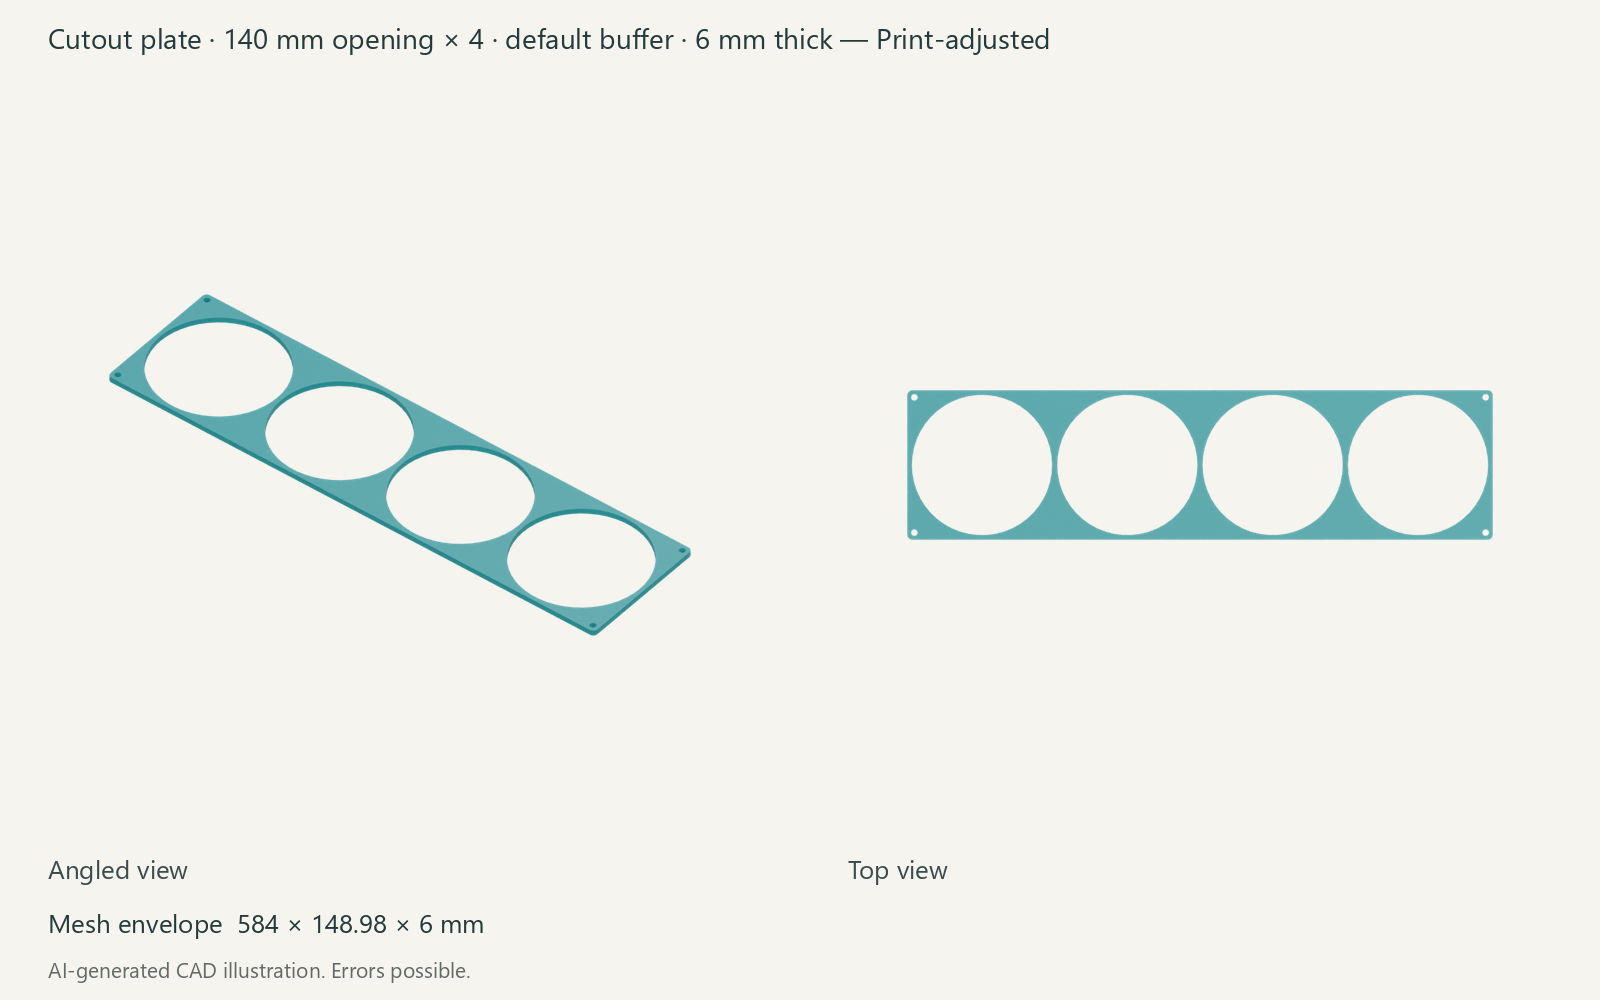 Cutout plate · 140 mm opening × 4 · default buffer · 6 mm thick — Print-adjusted
Angled view
Top view
Mesh envelope 584 × 148.98 × 6 mm
AI-generated CAD illustration. Errors possible.